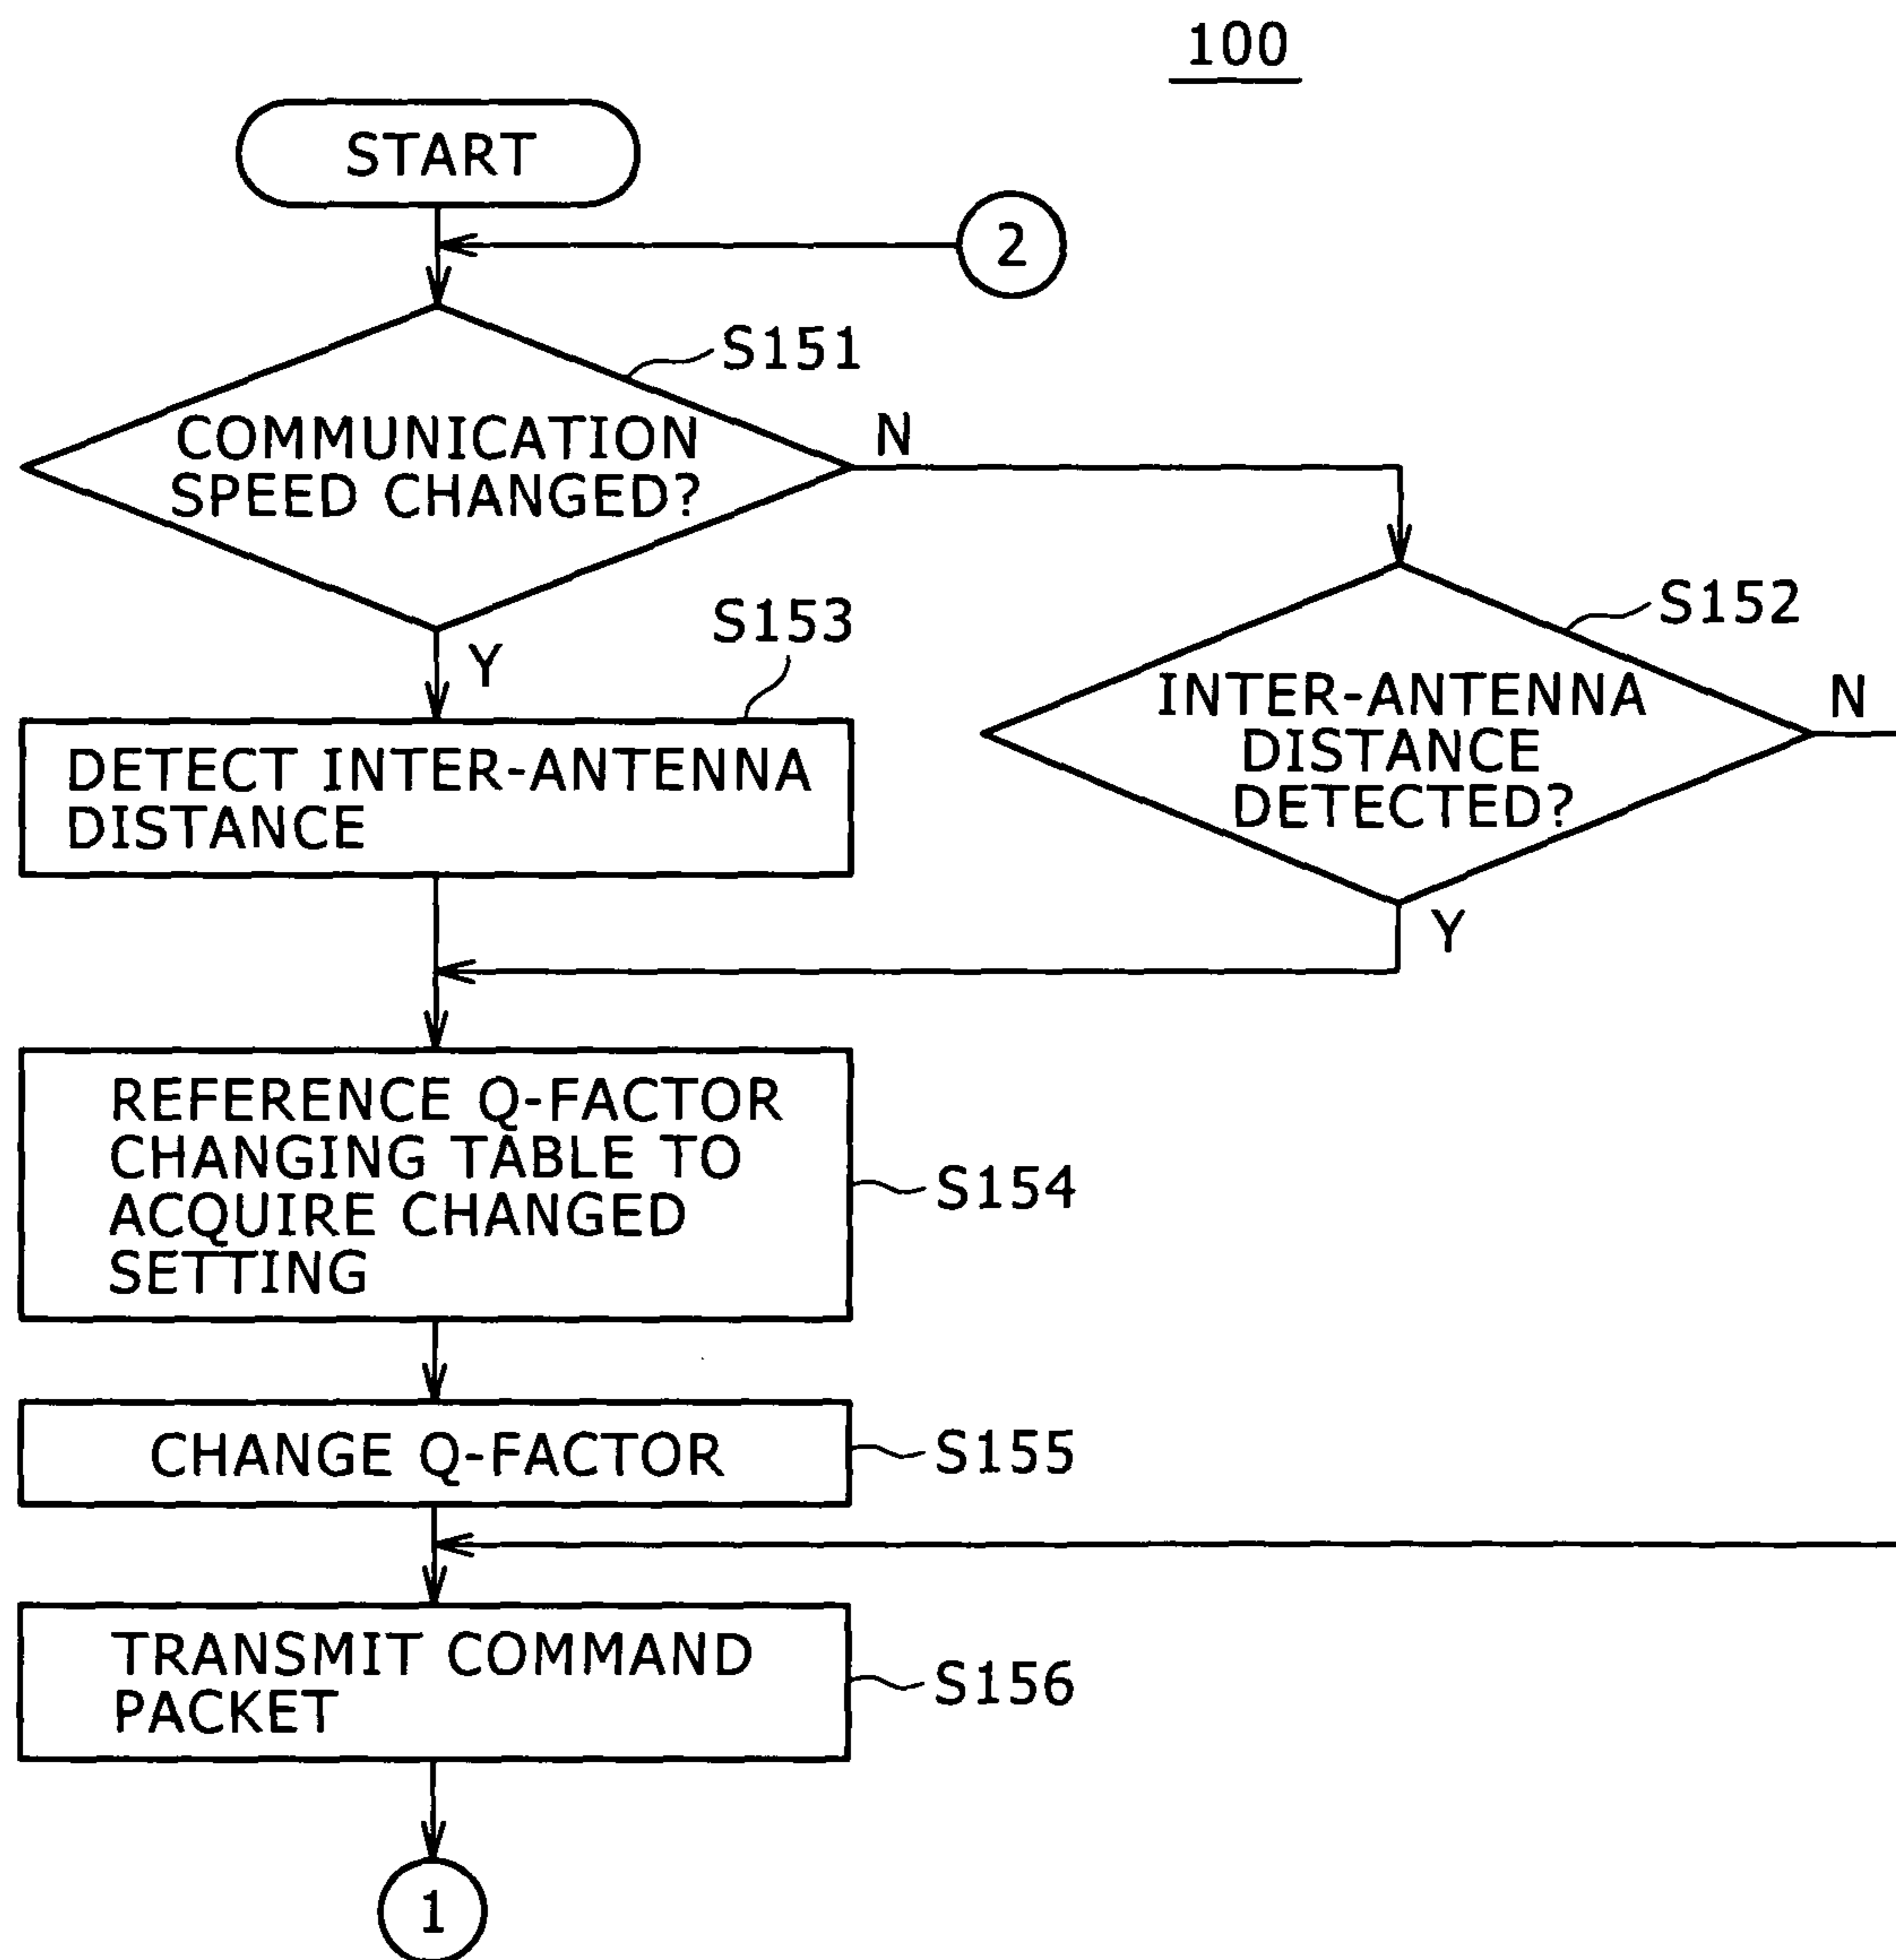 100
START
2
S151
COMMUNICATION
SPEED CHANGED?
N
Y
S152
INTER-ANTENNA
DISTANCE
DETECTED?
N
Y
S153
DETECT INTER-ANTENNA
DISTANCE
REFERENCE Q-FACTOR
CHANGING TABLE TO
ACQUIRE CHANGED
SETTING
S154
CHANGE Q-FACTOR
S155
TRANSMIT COMMAND
PACKET
S156
1